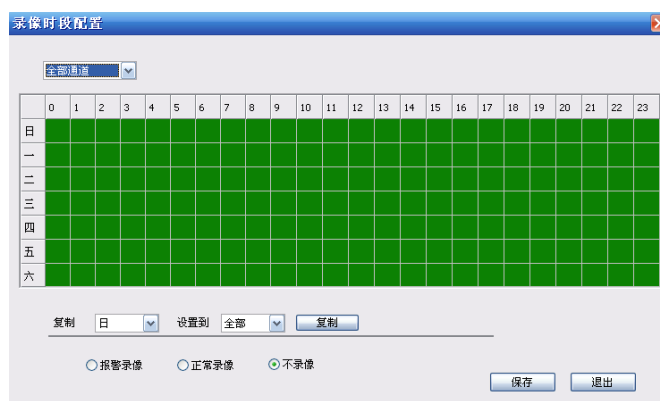 录像时段配置
全部通道
0 1 2 3 4 5 6 7 8 9 10 11 12 13 14 15 16 17 18 19 20 21 22 23
日
一
二
三
四
五
六
复制 日 设置到 全部 复制
报警录像 正常录像 不录像
保存 退出